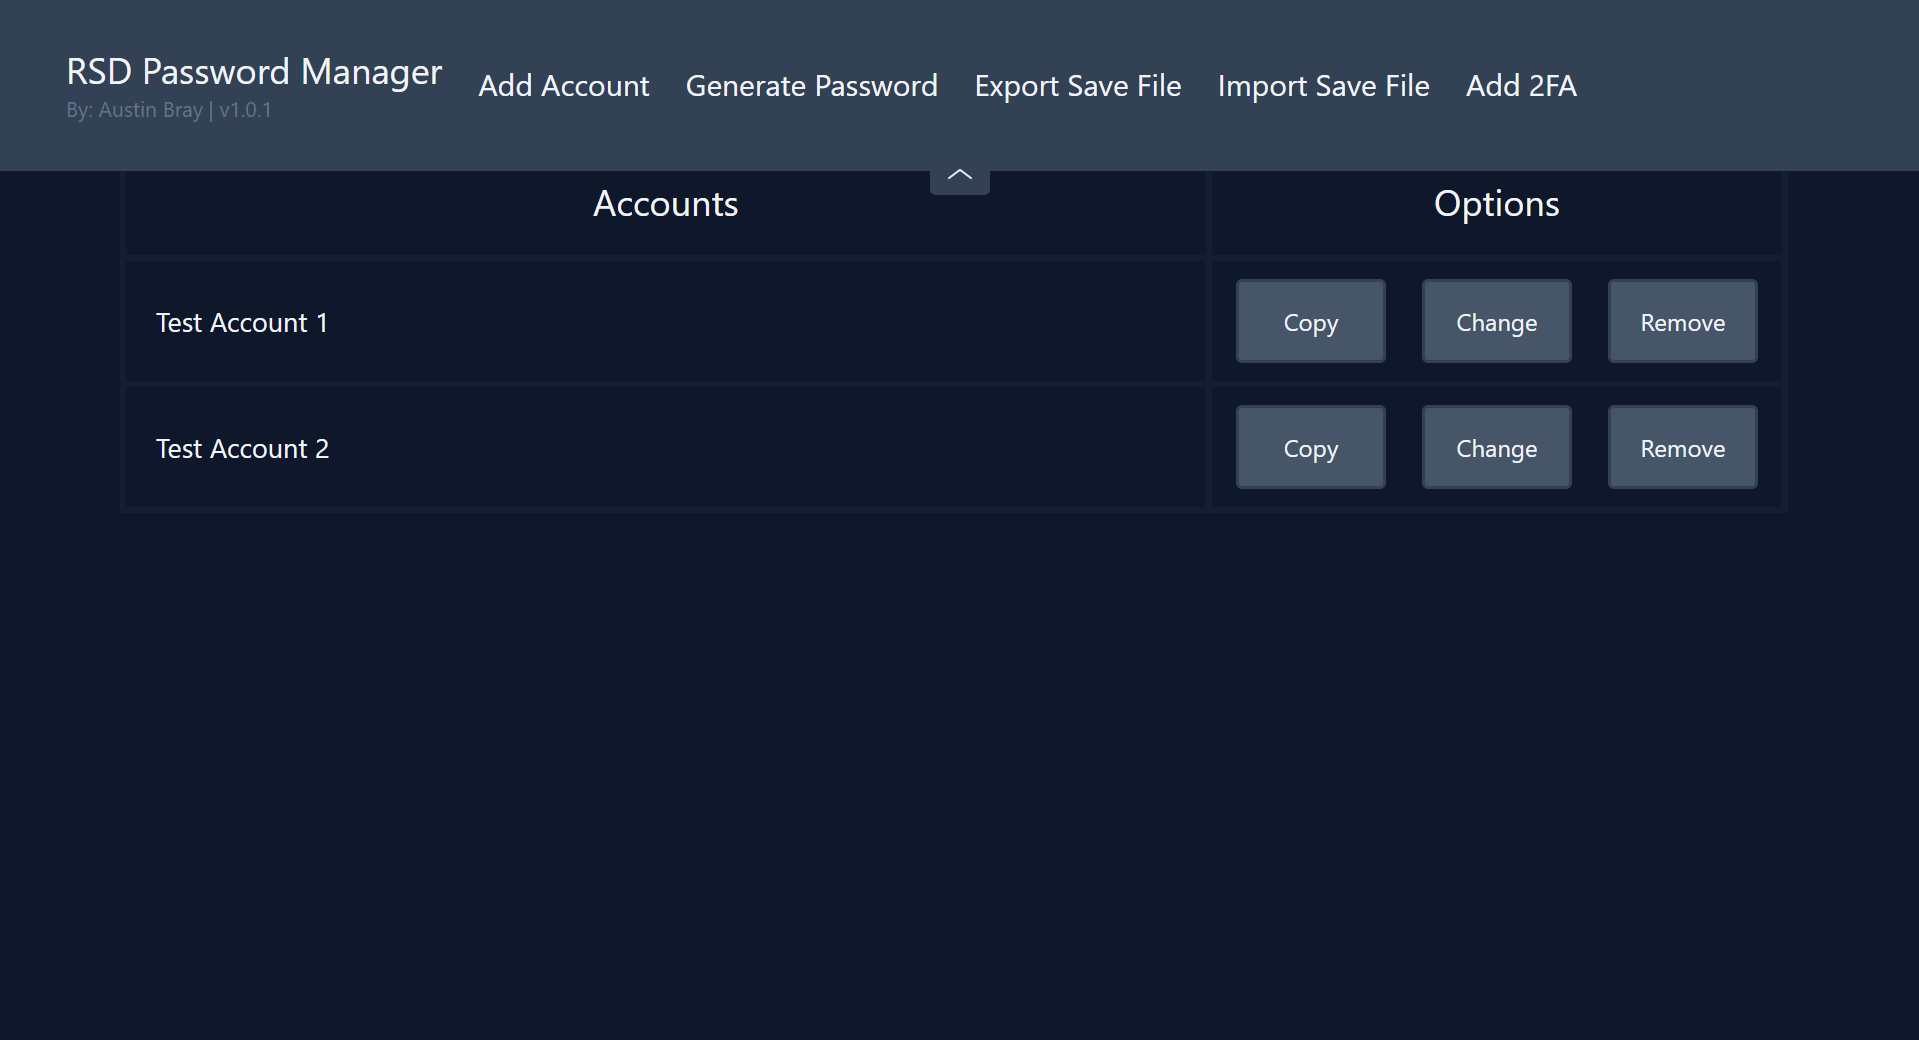 RSD Password Manager
By: Austin Bray | v1.0.1
Add Account Generate Password Export Save File Import Save File Add 2FA
Accounts Options
Test Account 1 Copy Change Remove
Test Account 2 Copy Change Remove